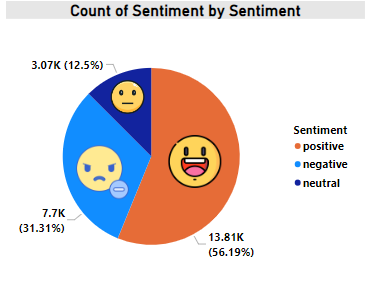 Count of Sentiment by Sentiment
3.07K (12.5%)
Sentiment
positive
negative
neutral
7.7K
(31.31%)
13.81K
(56.19%)